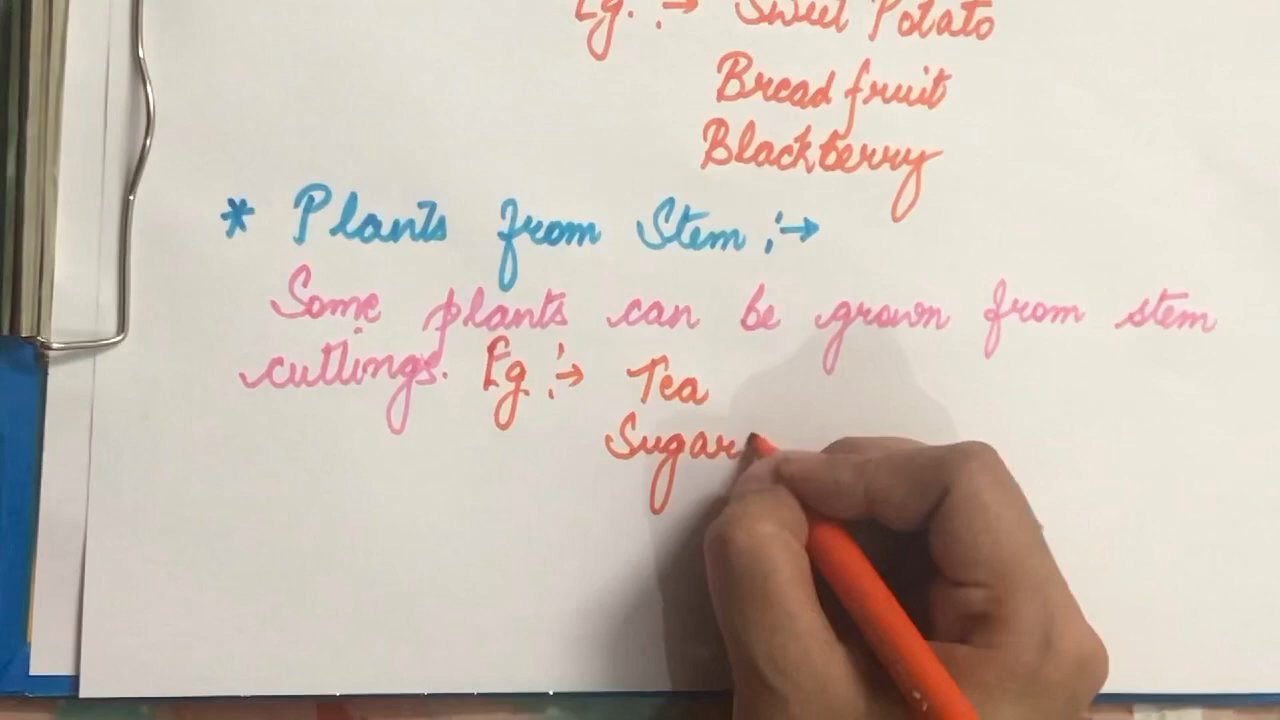 Eg. :→ Sweet Potato
Bread fruit
Blackberry
* Plants from Stem :→
Some plants can be grown from stem
cuttings. Eg :→ Tea
Sugar